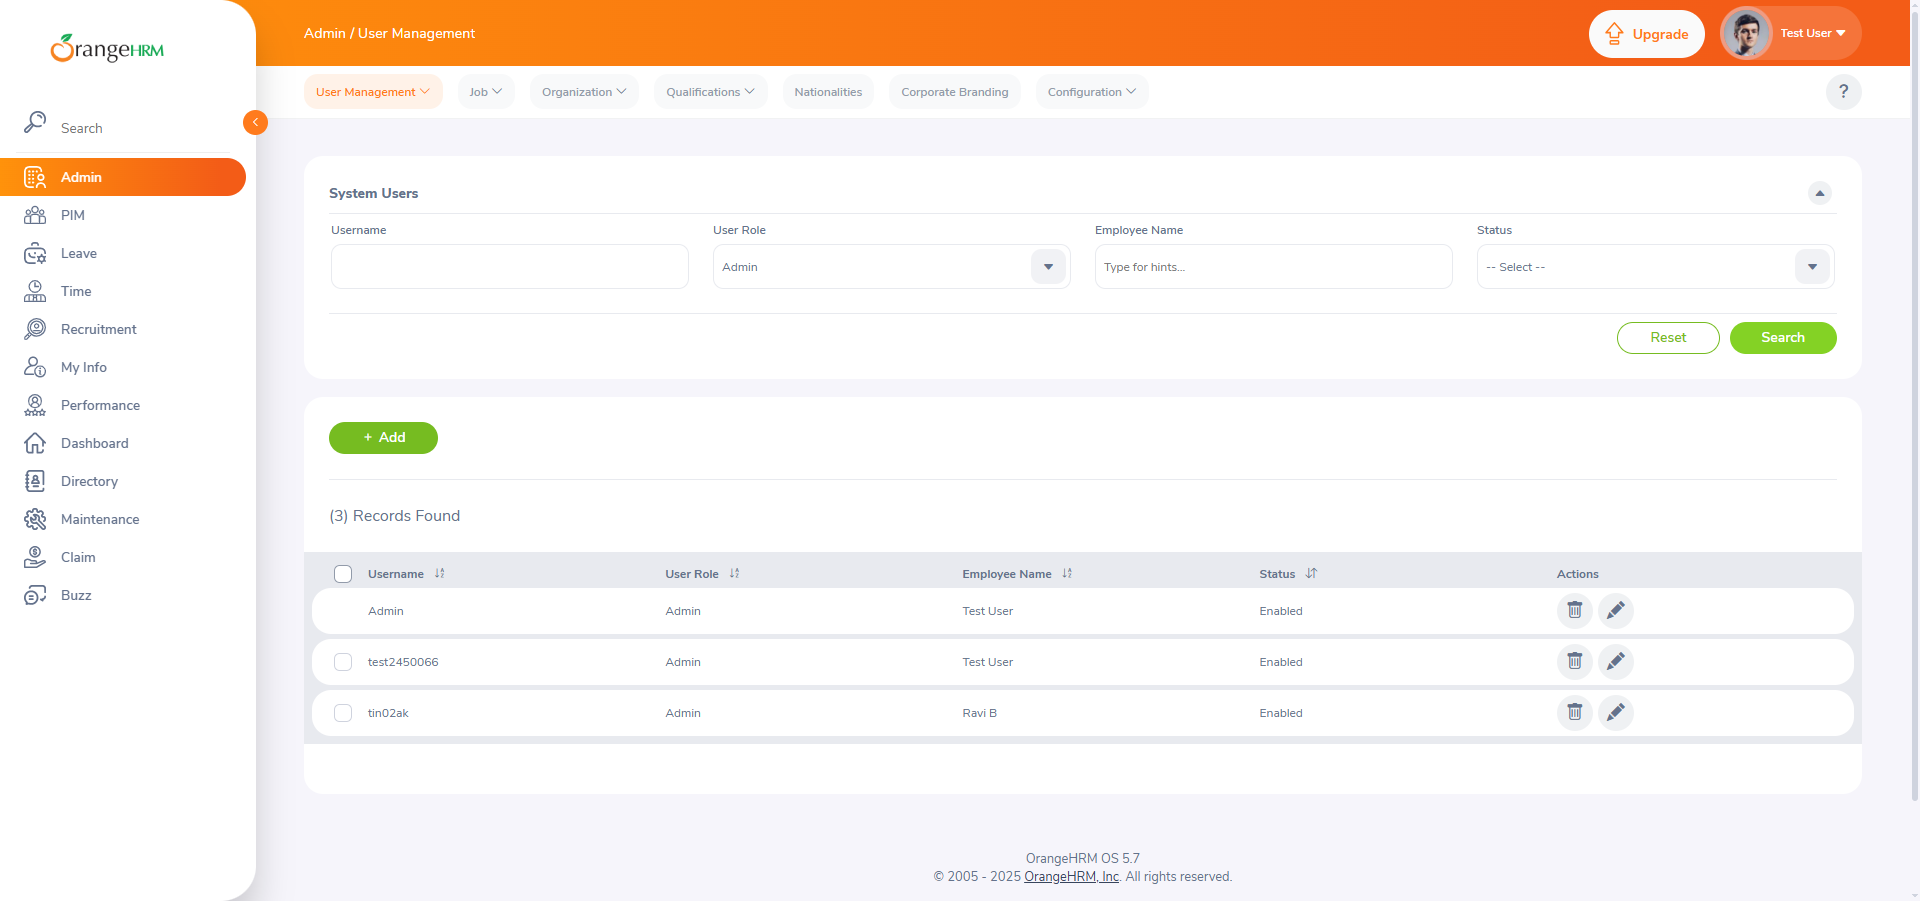 OrangeHRM
Search
Admin
PIM
Leave
Time
Recruitment
My Info
Performance
Dashboard
Directory
Maintenance
Claim
Buzz
Admin / User Management
Upgrade
Test User
User Management
Job
Organization
Qualifications
Nationalities
Corporate Branding
Configuration
?
System Users
Username
User Role
Employee Name
Status
Admin
Type for hints...
-- Select --
Reset
Search
+ Add
(3) Records Found
Username User Role Employee Name Status Actions
Admin Admin Test User Enabled
test2450066 Admin Test User Enabled
tin02ak Admin Ravi B Enabled
OrangeHRM OS 5.7
© 2005 - 2025 OrangeHRM, Inc. All rights reserved.